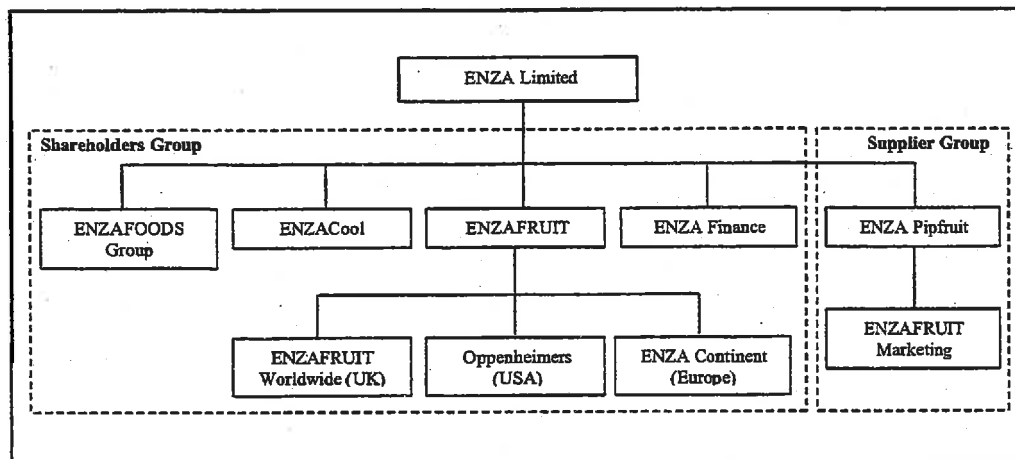 ENZA Limited
Shareholders Group
Supplier Group
ENZAFOODS
Group
ENZACool
ENZAFRUIT
ENZA Finance
ENZA Pipfruit
ENZAFRUIT
Worldwide (UK)
Oppenheimers
(USA)
ENZA Continent
(Europe)
ENZAFRUIT
Marketing